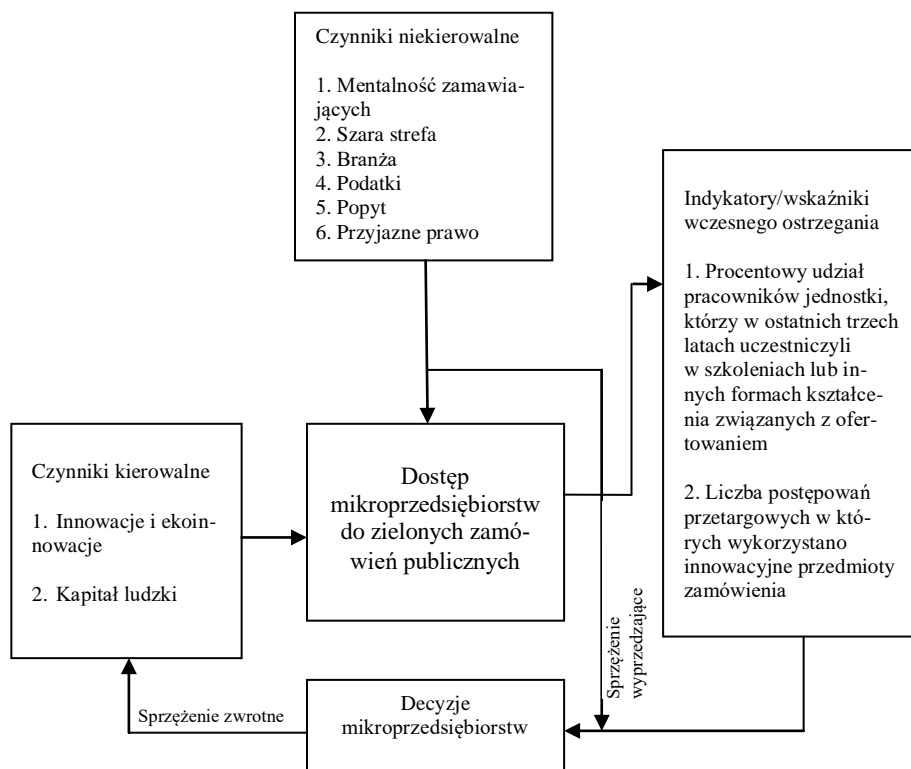 Czynniki niekierowalne
1. Mentalność zamawia-
jących
2. Szara strefa
3. Branża
4. Podatki
5. Popyt
6. Przyjazne prawo
Indykatory/wskaźniki
wczesnego ostrzegania
1. Procentowy udział
pracowników jednostki,
którzy w ostatnich trzech
latach uczestniczyli
w szkoleniach lub in-
nych formach kształce-
nia związanych z ofer-
towaniem
2. Liczba postępowań
przetargowych w któ-
rych wykorzystano
innowacyjne przedmioty
zamówienia
Czynniki kierowalne
1. Innowacje i ekoin-
nowacje
2. Kapitał ludzki
Dostęp
mikroprzedsiębiorstw
do zielonych zamó-
wień publicznych
Sprzężenie
wyprzedzające
Sprzężenie zwrotne
Decyzje
mikroprzedsiębiorstw